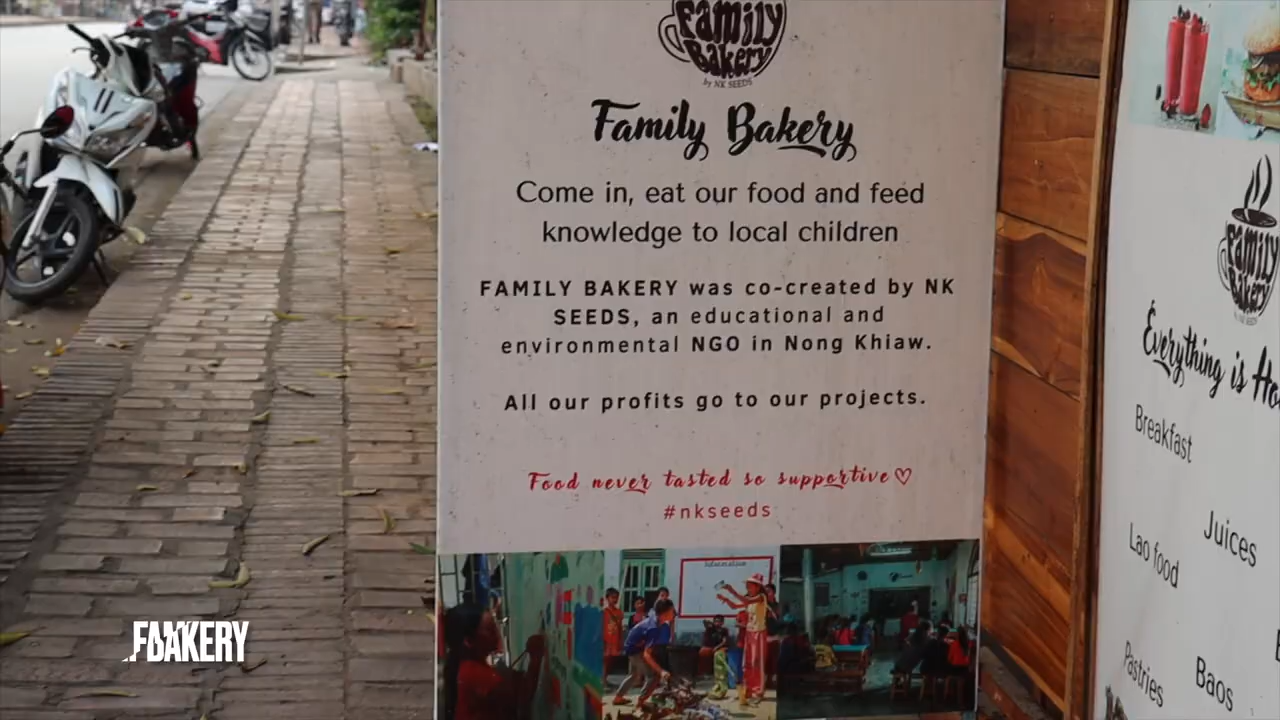 Family
Bakery
by NK SEEDS
Family Bakery
Come in, eat our food and feed
knowledge to local children
FAMILY BAKERY was co-created by NK
SEEDS, an educational and
environmental NGO in Nong Khiaw.
All our profits go to our projects.
Food never tasted so supportive
#nkseeds
Family
Bakery
Everything is Ho
Breakfast
Juices
Lao food
Pastries
Baos